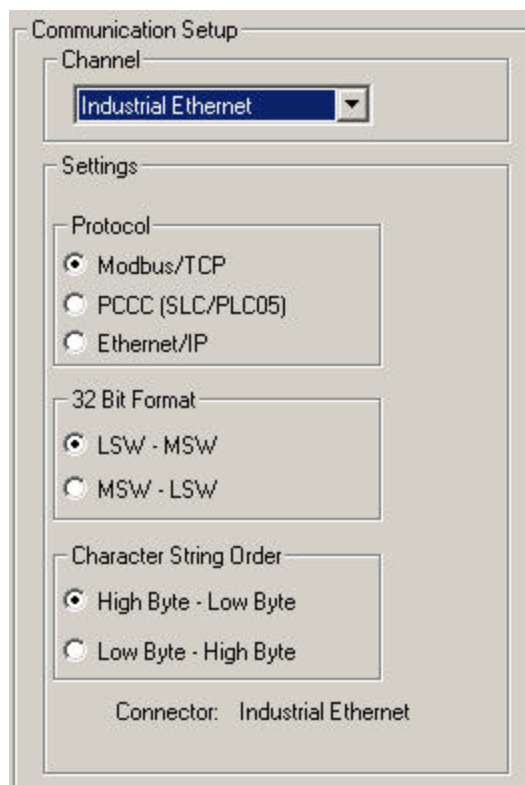 Communication Setup
Channel
Industrial Ethernet
Settings
Protocol
Modbus/TCP
PCCC (SLC/PLC05)
Ethernet/IP
32 Bit Format
LSW - MSW
MSW - LSW
Character String Order
High Byte - Low Byte
Low Byte - High Byte
Connector: Industrial Ethernet